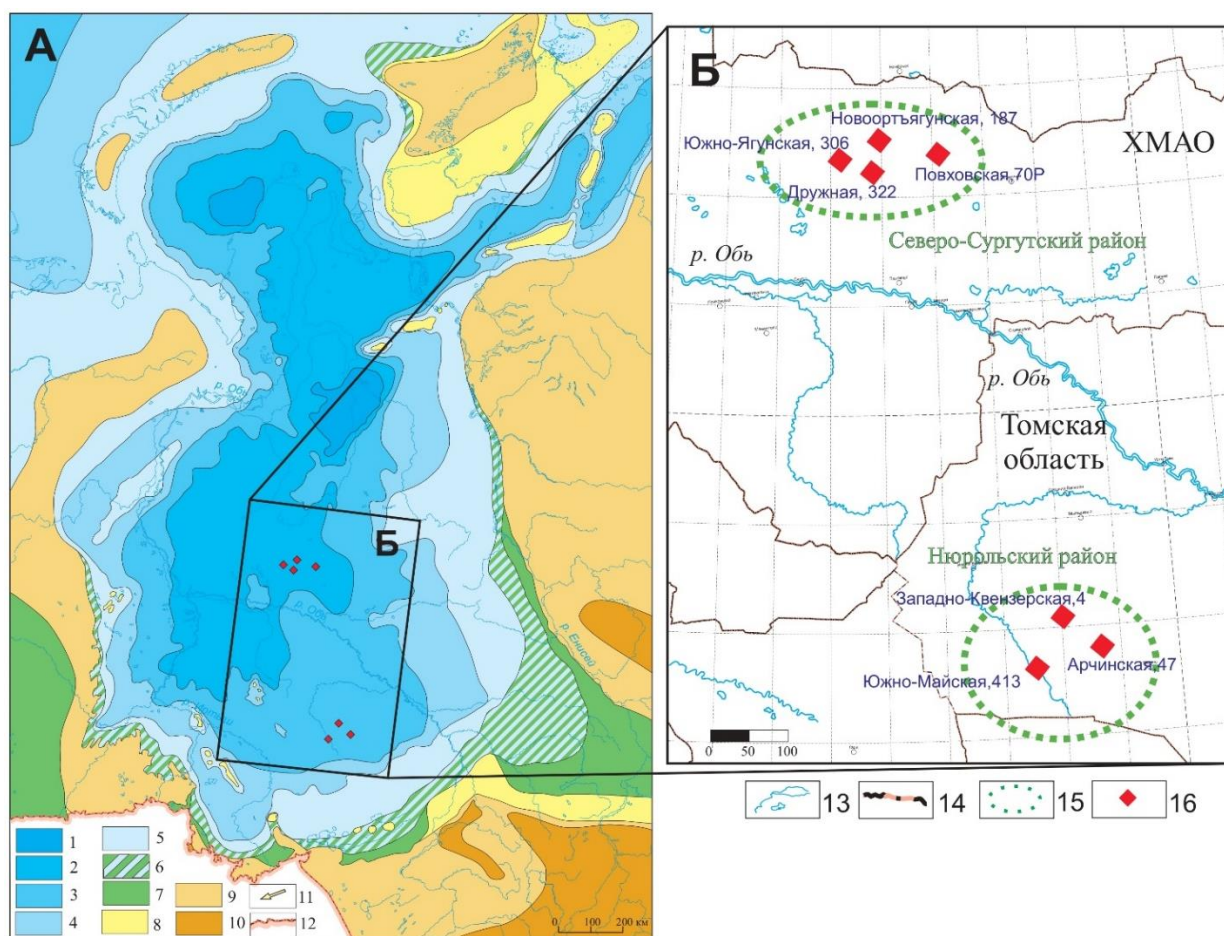 А
р. Обь
Б
р. Обь
р. Енисей
Иртыш
1
2
3
4
5
6
7
8
9
10
11
12
0 100 200 км
Б
ХМАО
Новоортъягунская, 187
Южно-Ягунская, 306
Повховская,70Р
Дружная, 322
Северо-Сургутский район
р. Обь
р. Обь
Томская
область
Нюрольский район
Западно-Квензерская,4
Арчинская,47
Южно-Майская,413
0 50 100
13
14
15
16